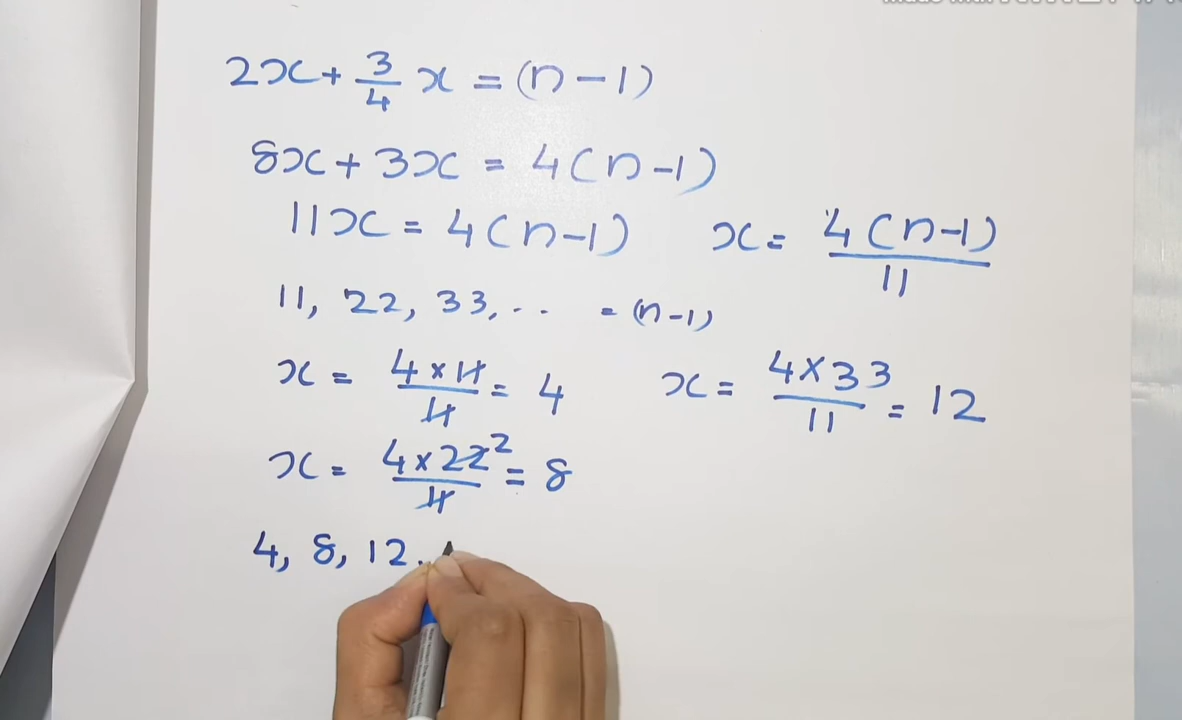 2x + 3/4 x = (n-1)
8x + 3x = 4(n-1)
11x = 4(n-1) x = 4(n-1)/11
11, 22, 33, .. = (n-1)
x = 4×11/11 = 4 x = 4×33/11 = 12
x = 4×22²/11 = 8
4, 8, 12..